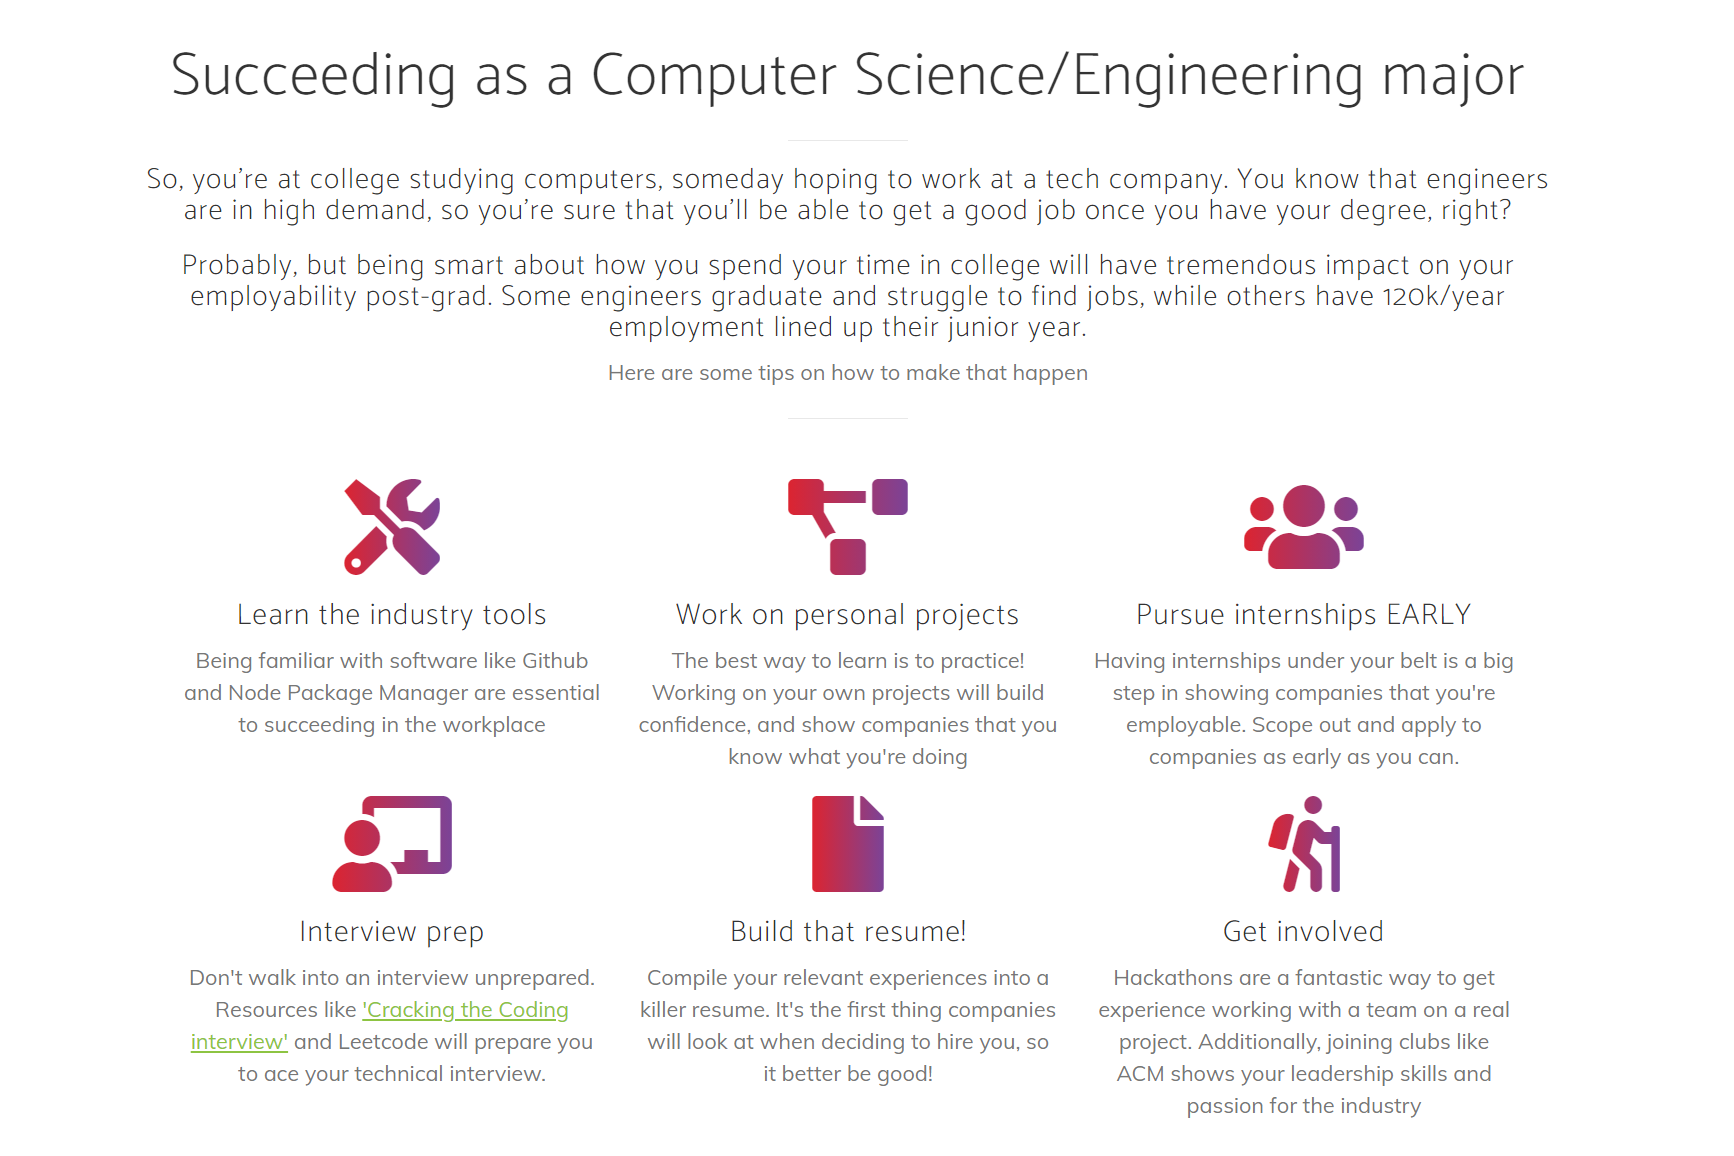 Succeeding as a Computer Science/Engineering major
So, you’re at college studying computers, someday hoping to work at a tech company. You know that engineers
are in high demand, so you’re sure that you’ll be able to get a good job once you have your degree, right?
Probably, but being smart about how you spend your time in college will have tremendous impact on your
employability post-grad. Some engineers graduate and struggle to find jobs, while others have 120k/year
employment lined up their junior year.
Here are some tips on how to make that happen
Learn the industry tools
Being familiar with software like Github
and Node Package Manager are essential
to succeeding in the workplace
Work on personal projects
The best way to learn is to practice!
Working on your own projects will build
confidence, and show companies that you
know what you're doing
Pursue internships EARLY
Having internships under your belt is a big
step in showing companies that you're
employable. Scope out and apply to
companies as early as you can.
Interview prep
Don't walk into an interview unprepared.
Resources like 'Cracking the Coding
interview' and Leetcode will prepare you
to ace your technical interview.
Build that resume!
Compile your relevant experiences into a
killer resume. It's the first thing companies
will look at when deciding to hire you, so
it better be good!
Get involved
Hackathons are a fantastic way to get
experience working with a team on a real
project. Additionally, joining clubs like
ACM shows your leadership skills and
passion for the industry